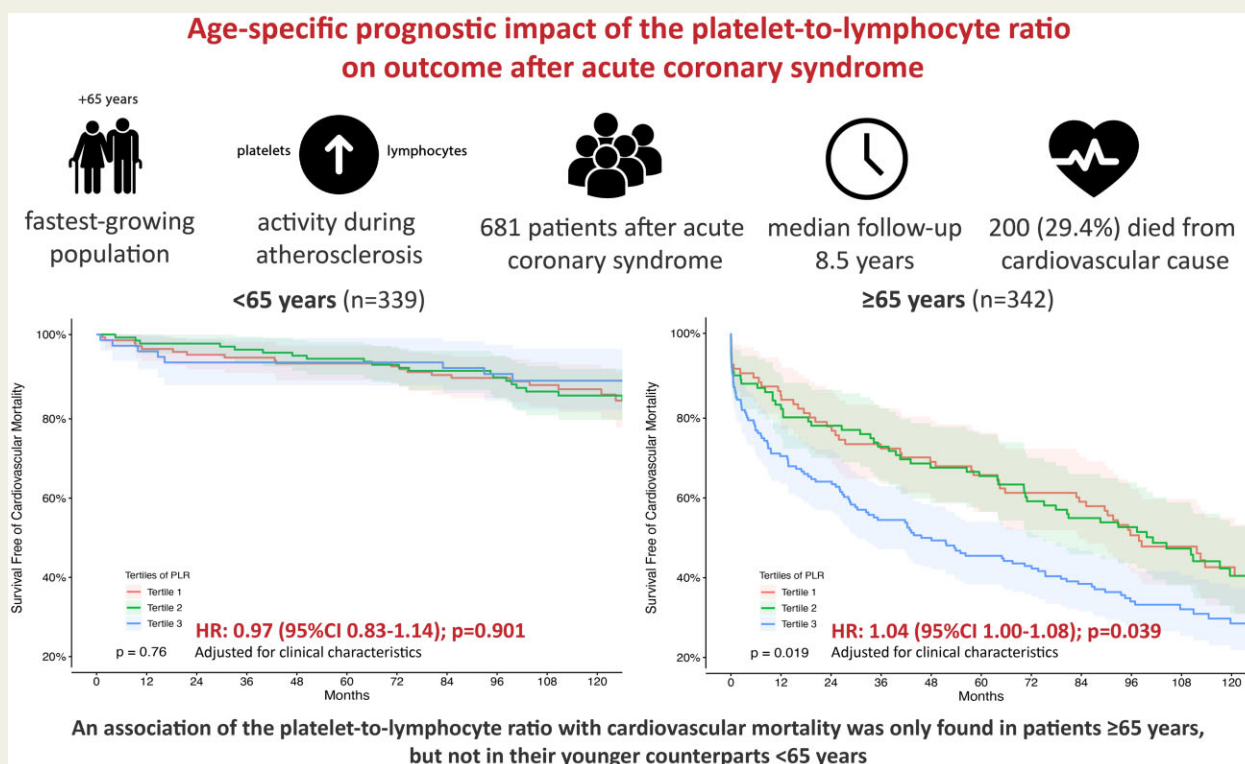 Age-specific prognostic impact of the platelet-to-lymphocyte ratio
on outcome after acute coronary syndrome
+65 years
platelets
lymphocytes
fastest-growing
population
activity during
atherosclerosis
681 patients after acute
coronary syndrome
median follow-up
8.5 years
200 (29.4%) died from
cardiovascular cause
<65 years (n=339)
Survival Free of Cardiovascular Mortality
100%
80%
60%
40%
20%
Tertiles of PLR
Tertile 1
Tertile 2
Tertile 3
HR: 0.97 (95%CI 0.83-1.14); p=0.901
p = 0.76
Adjusted for clinical characteristics
0 12 24 36 48 60 72 84 96 108 120
Months
≥65 years (n=342)
Survival Free of Cardiovascular Mortality
100%
80%
60%
40%
20%
Tertiles of PLR
Tertile 1
Tertile 2
Tertile 3
HR: 1.04 (95%CI 1.00-1.08); p=0.039
p = 0.019
Adjusted for clinical characteristics
0 12 24 36 48 60 72 84 96 108 120
Months
An association of the platelet-to-lymphocyte ratio with cardiovascular mortality was only found in patients ≥65 years,
but not in their younger counterparts <65 years